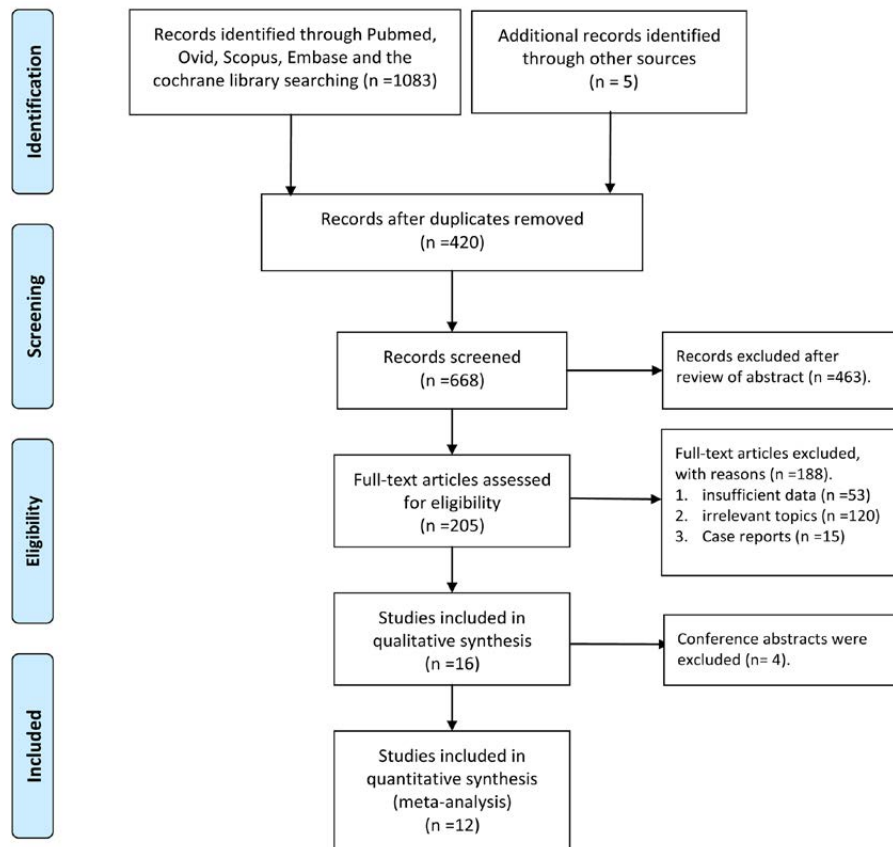 Identification
Records identified through Pubmed,
Ovid, Scopus, Embase and the
cochrane library searching (n =1083)
Additional records identified
through other sources
(n = 5)
Records after duplicates removed
(n =420)
Screening
Records screened
(n =668)
Records excluded after
review of abstract (n =463).
Eligibility
Full-text articles assessed
for eligibility
(n =205)
Full-text articles excluded,
with reasons (n =188).
1. insufficient data (n =53)
2. irrelevant topics (n =120)
3. Case reports (n =15)
Studies included in
qualitative synthesis
(n =16)
Conference abstracts were
excluded (n= 4).
Included
Studies included in
quantitative synthesis
(meta-analysis)
(n =12)